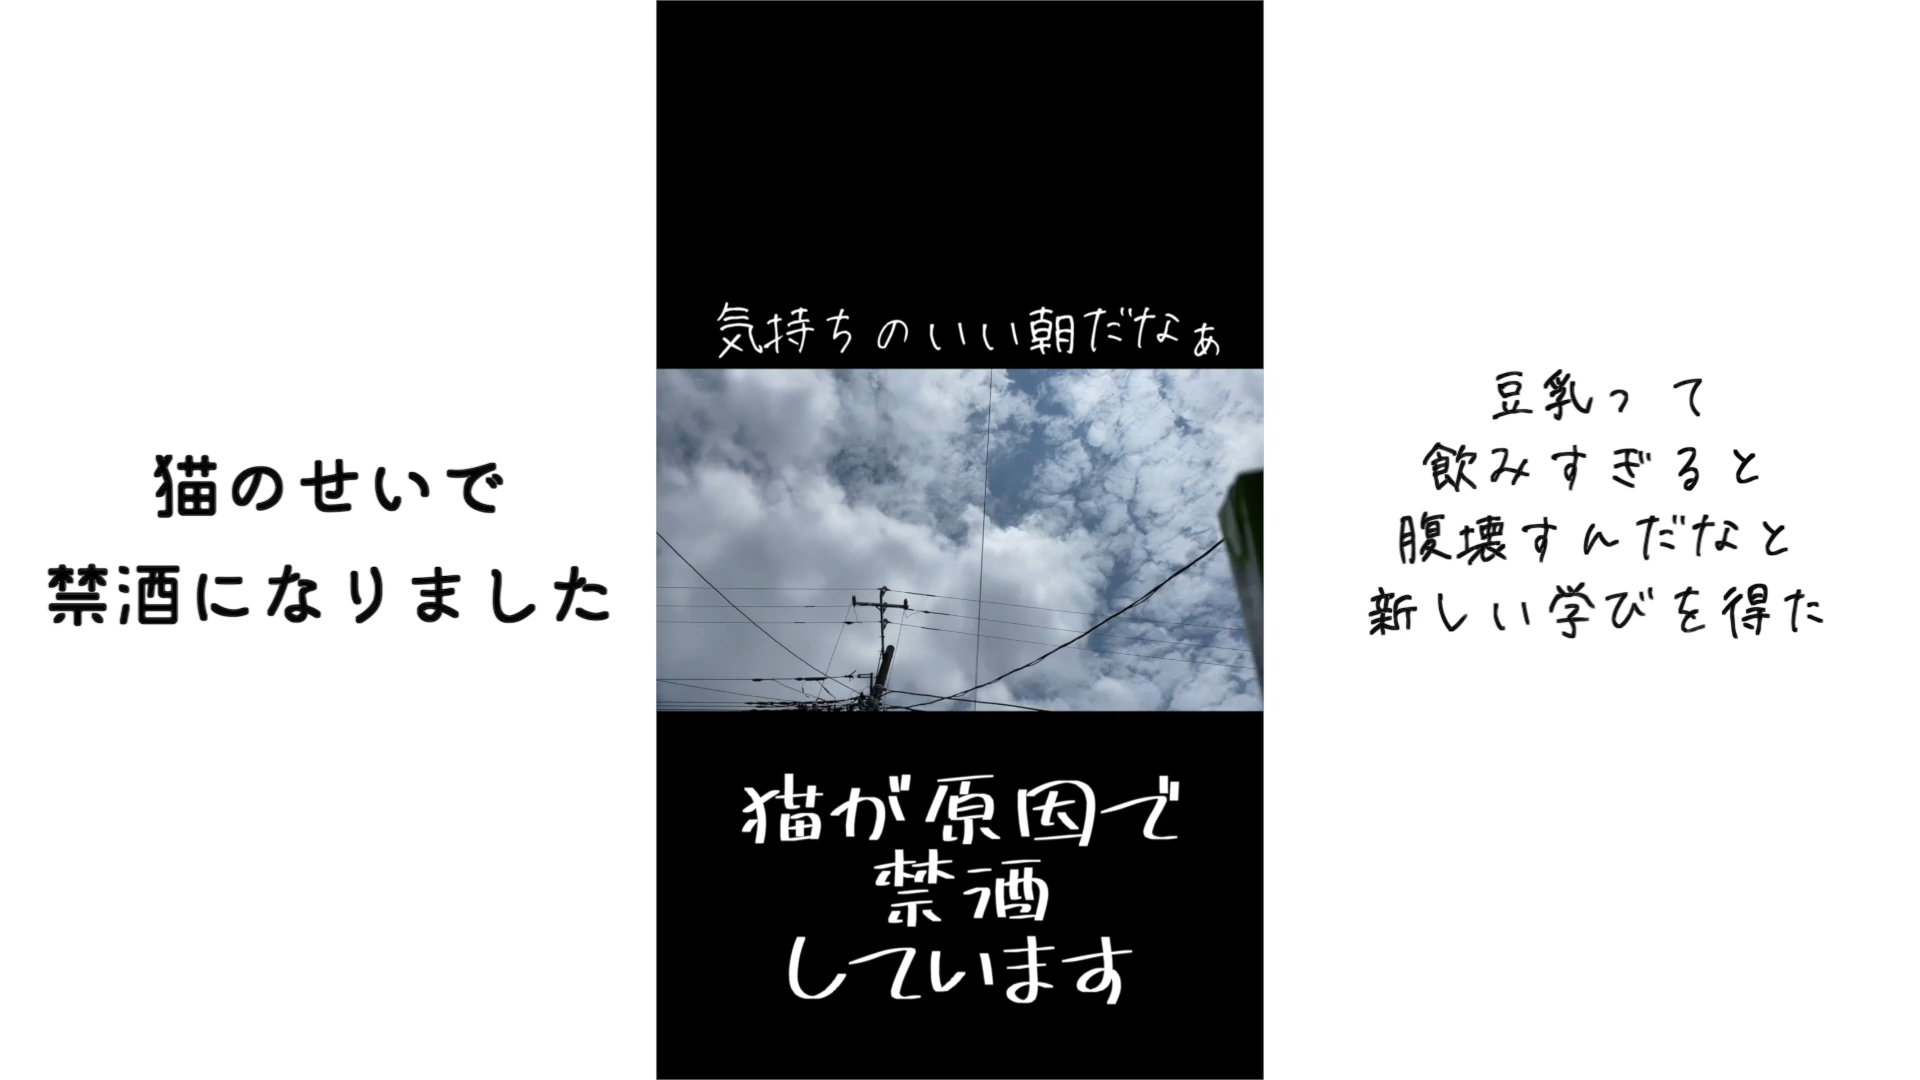 猫のせいで
禁酒になりました
気持ちのいい朝だなぁ
猫が原因で
禁酒
しています
豆乳って
飲みすぎると
腹壊すんだなと
新しい学びを得た